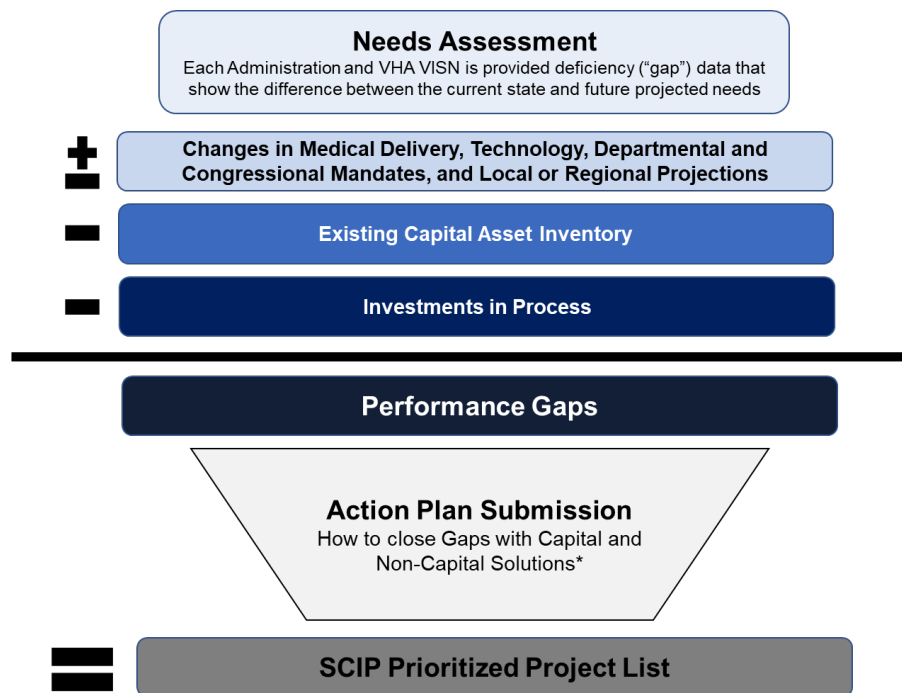 Needs Assessment
Each Administration and VHA VISN is provided deficiency (“gap”) data that
show the difference between the current state and future projected needs
Changes in Medical Delivery, Technology, Departmental and
Congressional Mandates, and Local or Regional Projections
Existing Capital Asset Inventory
Investments in Process
Performance Gaps
Action Plan Submission
How to close Gaps with Capital and
Non-Capital Solutions*
SCIP Prioritized Project List